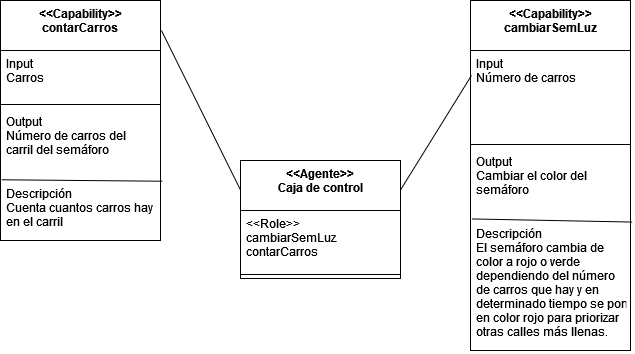 <<Capability>>
contarCarros
Input
Carros
Output
Número de carros del
carril del semáforo
Descripción
Cuenta cuantos carros hay
en el carril
<<Agente>>
Caja de control
<<Role>>
cambiarSemLuz
contarCarros
<<Capability>>
cambiarSemLuz
Input
Número de carros
Output
Cambiar el color del
semáforo
Descripción
El semáforo cambia de
color a rojo o verde
dependiendo del número
de carros que hay y en
determinado tiempo se pon
en color rojo para priorizar
otras calles más llenas.